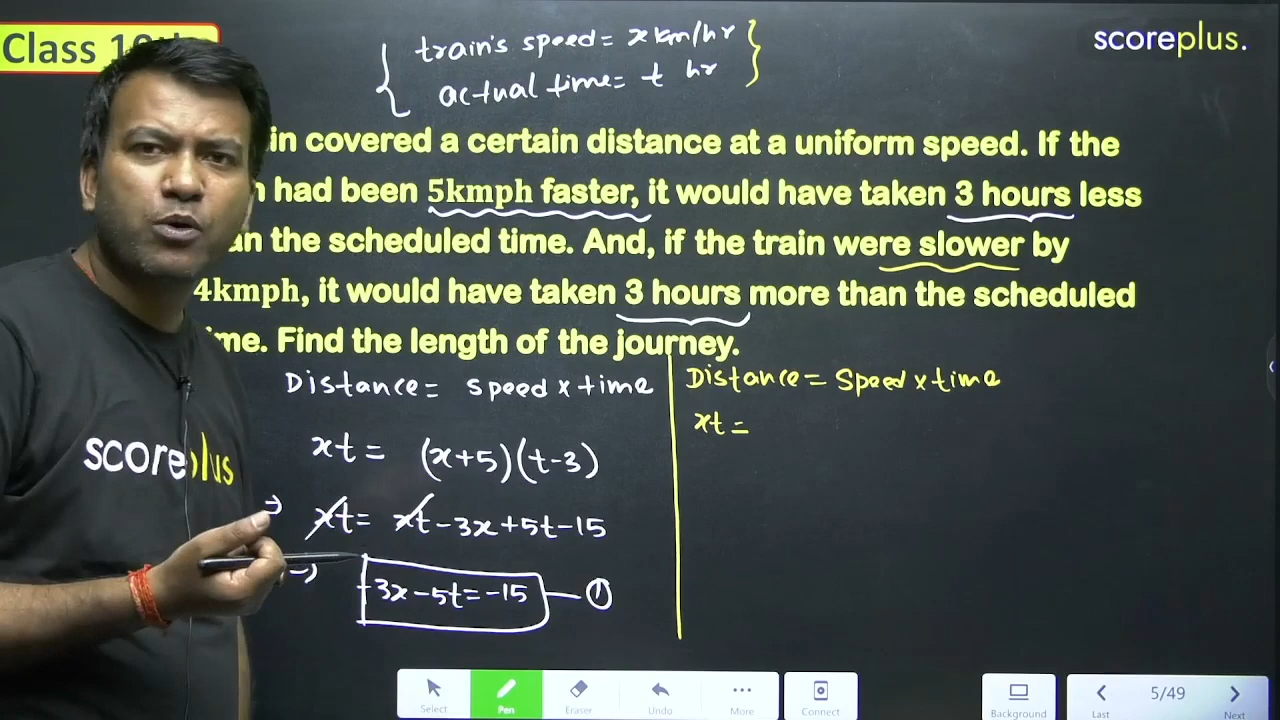 Class 10th
scoreplus.
train's speed = x km/hr
actual time = t hr
in covered a certain distance at a uniform speed. If the
n had been 5kmph faster, it would have taken 3 hours less
an the scheduled time. And, if the train were slower by
4kmph, it would have taken 3 hours more than the scheduled
me. Find the length of the journey.
Distance = speed × time
xt = (x+5)(t-3)
⇒ xt = xt - 3x + 5t - 15
⇒ 3x - 5t = -15 — ①
Distance = Speed × time
xt =
scoreplus
Select
Pen
Eraser
Undo
More
Connect
Background
Last
5/49
Next